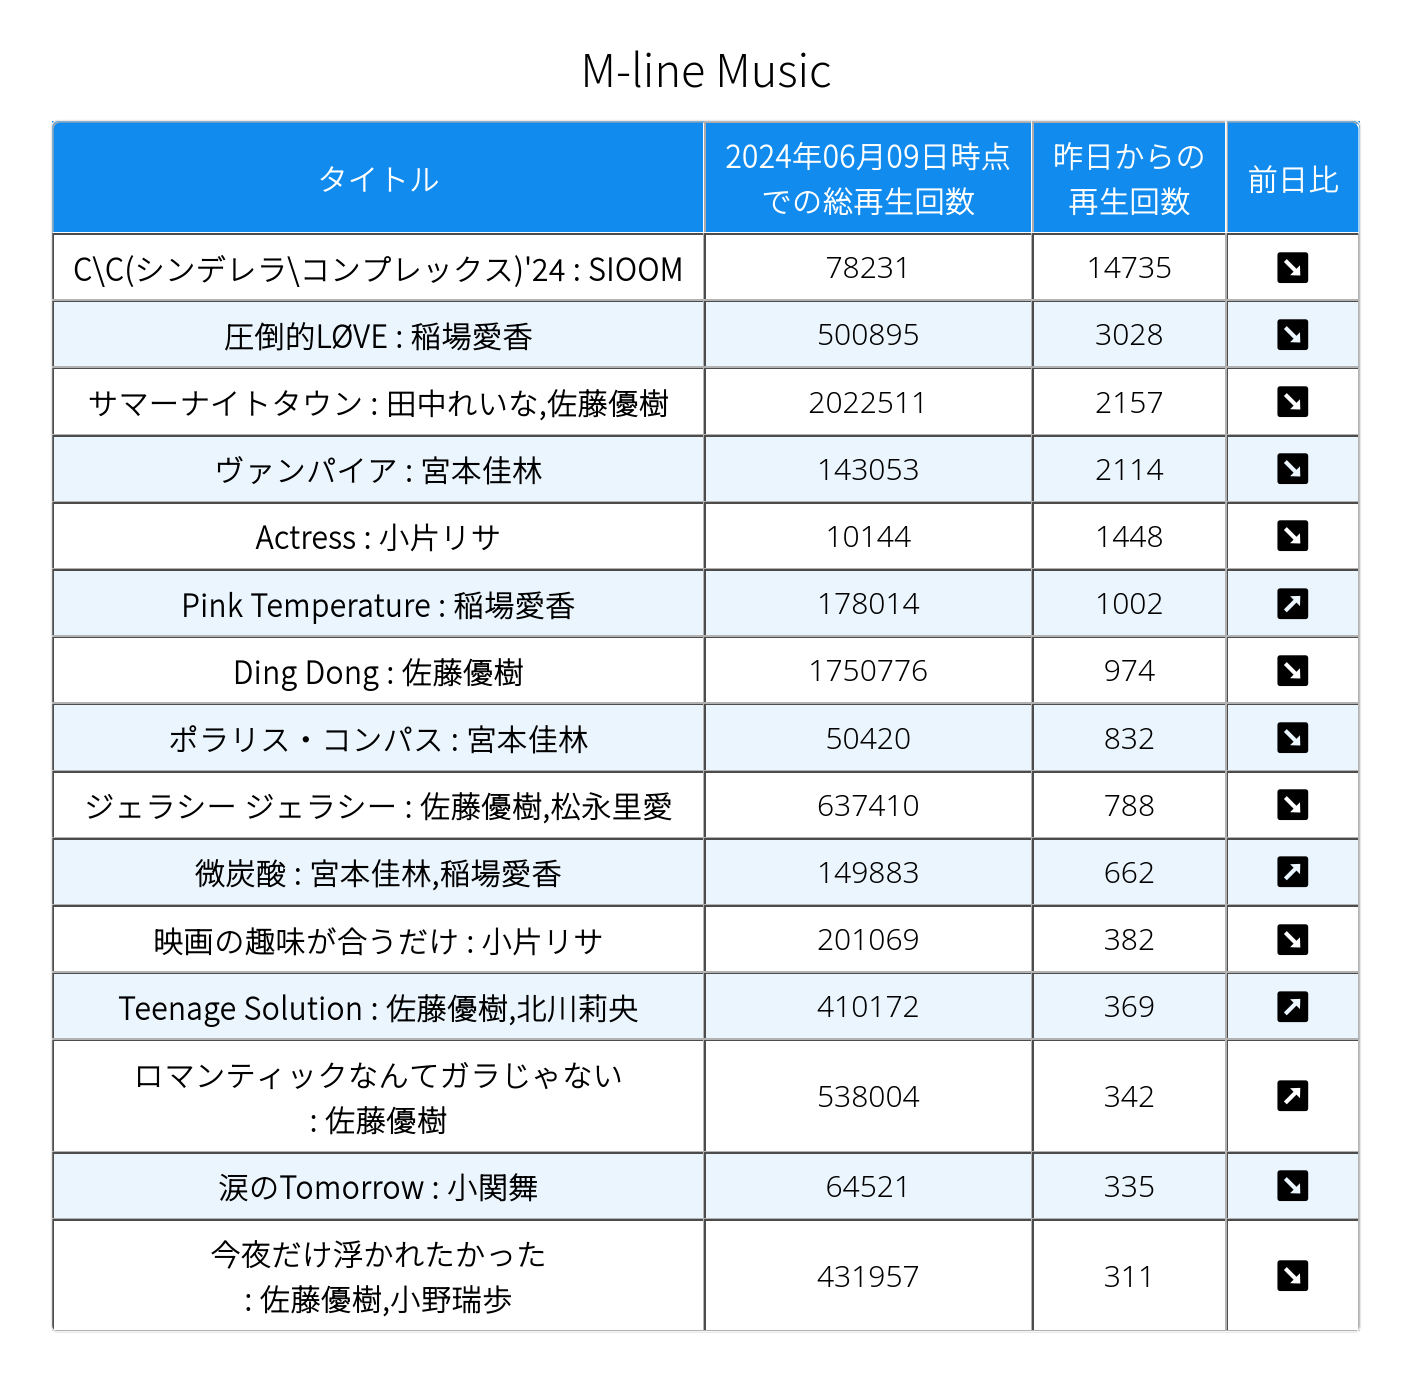 M-line Music
タイトル
2024年06月09日時点
での総再生回数
昨日からの
再生回数
前日比
C\C(シンデレラ\コンプレックス)'24 : SIOOM 78231 14735 ↘
圧倒的LØVE : 稲場愛香 500895 3028 ↘
サマーナイトタウン : 田中れいな,佐藤優樹 2022511 2157 ↘
ヴァンパイア : 宮本佳林 143053 2114 ↘
Actress : 小片リサ 10144 1448 ↘
Pink Temperature : 稲場愛香 178014 1002 ↗
Ding Dong : 佐藤優樹 1750776 974 ↘
ポラリス・コンパス : 宮本佳林 50420 832 ↘
ジェラシー ジェラシー : 佐藤優樹,松永里愛 637410 788 ↘
微炭酸 : 宮本佳林,稲場愛香 149883 662 ↗
映画の趣味が合うだけ : 小片リサ 201069 382 ↘
Teenage Solution : 佐藤優樹,北川莉央 410172 369 ↗
ロマンティックなんてガラじゃない
: 佐藤優樹 538004 342 ↗
涙のTomorrow : 小関舞 64521 335 ↘
今夜だけ浮かれたかった
: 佐藤優樹,小野瑞歩 431957 311 ↘